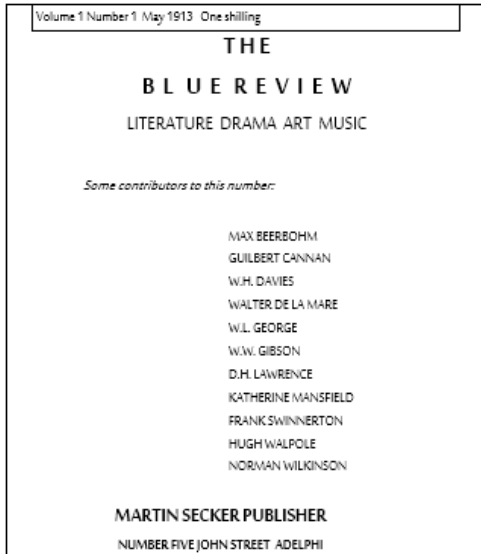 Volume 1 Number 1 May 1913 One shilling
THE
BLUE REVIEW
LITERATURE DRAMA ART MUSIC
Some contributors to this number:
MAX BEERBOHM
GUILBERT CANNAN
W.H. DAVIES
WALTER DE LA MARE
W.L. GEORGE
W.W. GIBSON
D.H. LAWRENCE
KATHERINE MANSFIELD
FRANK SWINNERTON
HUGH WALPOLE
NORMAN WILKINSON
MARTIN SECKER PUBLISHER
NUMBER FIVE JOHN STREET ADELPHI